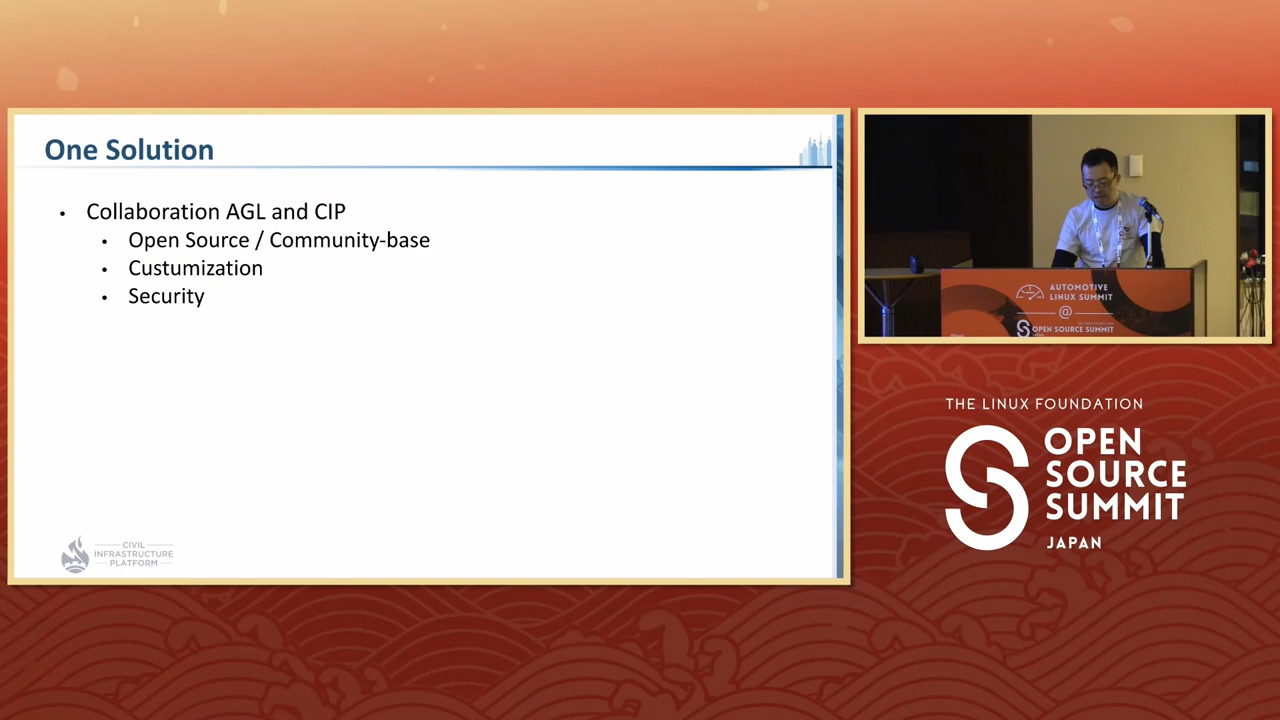 One Solution
Collaboration AGL and CIP
Open Source / Community-base
Custumization
Security
CIVIL
INFRASTRUCTURE
PLATFORM
AUTOMOTIVE
LINUX SUMMIT
@
OPEN SOURCE SUMMIT
THE LINUX FOUNDATION
OPEN
SOURCE
SUMMIT
JAPAN